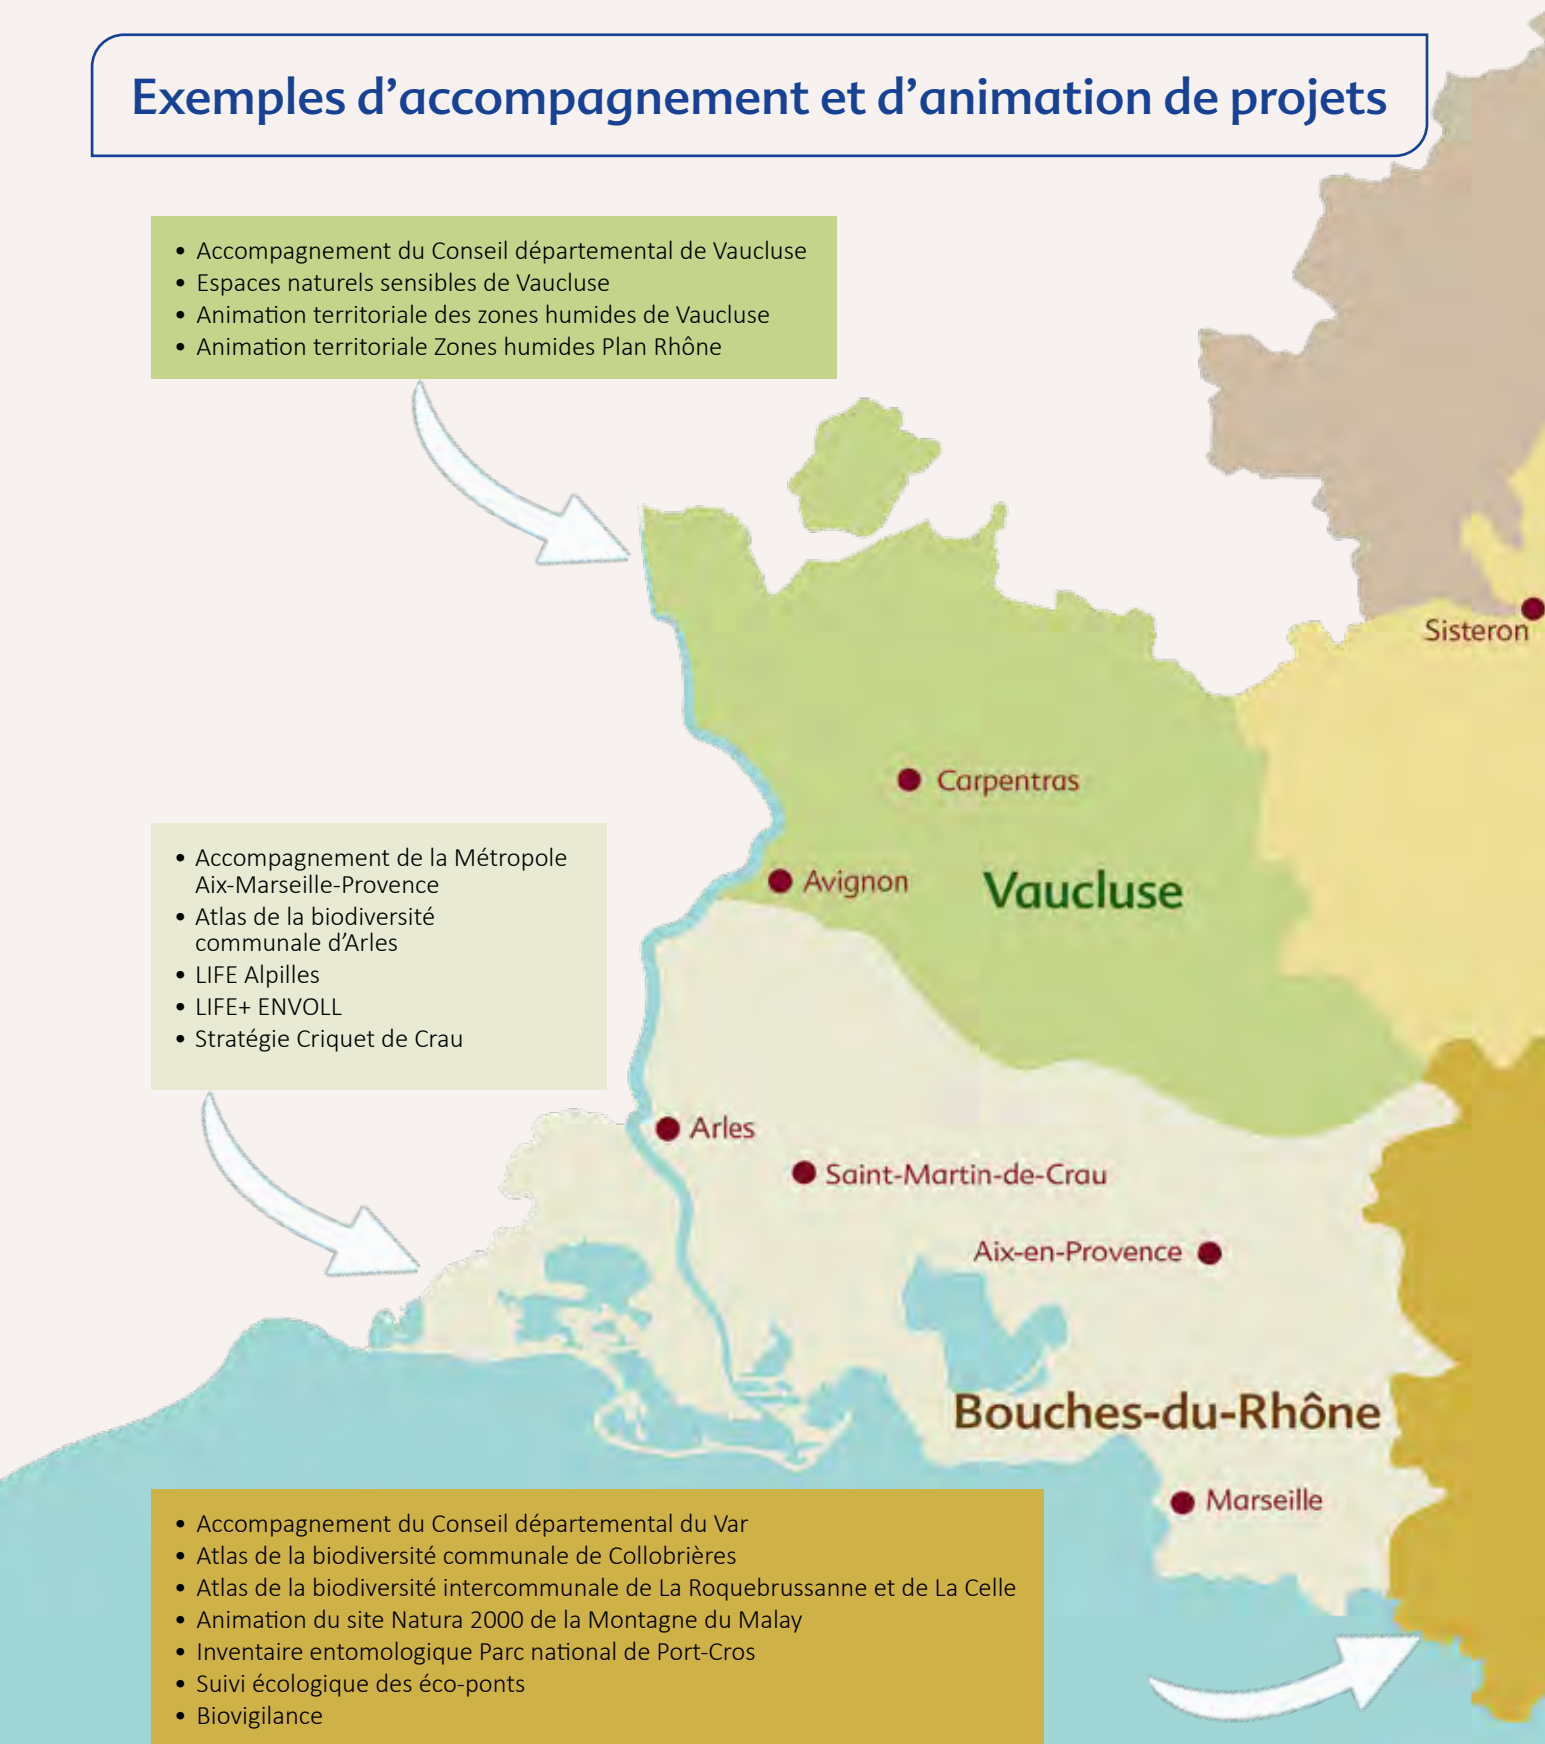 Exemples d’accompagnement et d’animation de projets
• Accompagnement du Conseil départemental de Vaucluse
• Espaces naturels sensibles de Vaucluse
• Animation territoriale des zones humides de Vaucluse
• Animation territoriale Zones humides Plan Rhône
Sisteron
Carpentras
Avignon
Vaucluse
• Accompagnement de la Métropole
Aix-Marseille-Provence
• Atlas de la biodiversité
communale d’Arles
• LIFE Alpilles
• LIFE+ ENVOLL
• Stratégie Criquet de Crau
Arles
Saint-Martin-de-Crau
Aix-en-Provence
Bouches-du-Rhône
Marseille
• Accompagnement du Conseil départemental du Var
• Atlas de la biodiversité communale de Collobrières
• Atlas de la biodiversité intercommunale de La Roquebrussanne et de La Celle
• Animation du site Natura 2000 de la Montagne du Malay
• Inventaire entomologique Parc national de Port-Cros
• Suivi écologique des éco-ponts
• Biovigilance